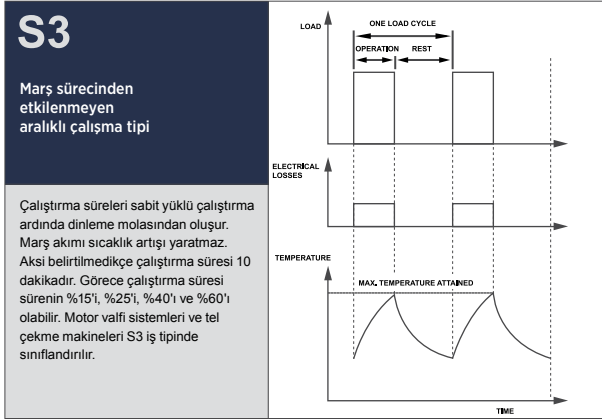 S3
Marş sürecinden
etkilenmeyen
aralıklı çalışma tipi
Çalıştırma süreleri sabit yüklü çalıştırma
ardında dinleme molasından oluşur.
Marş akımı sıcaklık artışı yaratmaz.
Aksi belirtilmedikçe çalıştırma süresi 10
dakikadır. Görece çalıştırma süresi
sürenin %15'i, %25'i, %40'ı ve %60'ı
olabilir. Motor valfi sistemleri ve tel
çekme makineleri S3 iş tipinde
sınıflandırılır.
LOAD
ONE LOAD CYCLE
OPERATION
REST
ELECTRICAL
LOSSES
TEMPERATURE
MAX. TEMPERATURE ATTAINED
TIME